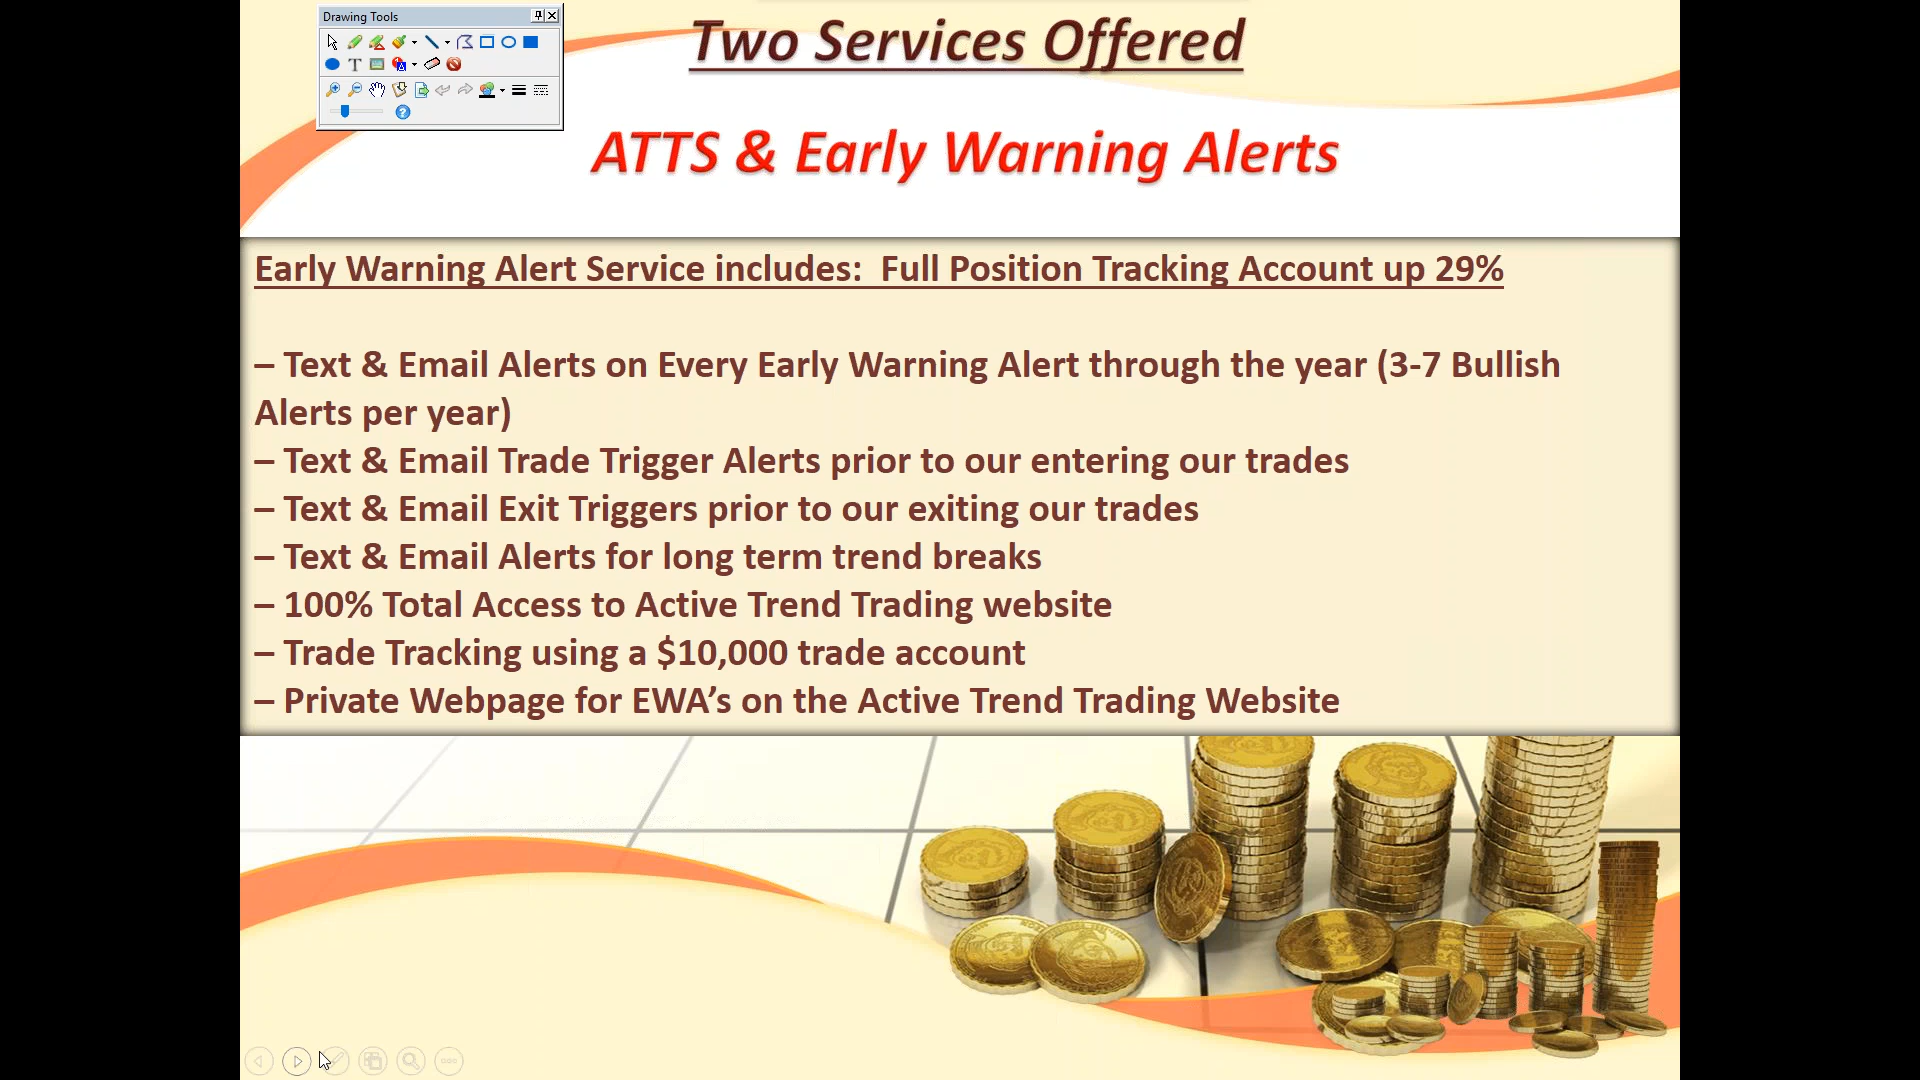 Drawing Tools
Two Services Offered
ATTS & Early Warning Alerts
Early Warning Alert Service includes:  Full Position Tracking Account up 29%
– Text & Email Alerts on Every Early Warning Alert through the year (3-7 Bullish
Alerts per year)
– Text & Email Trade Trigger Alerts prior to our entering our trades
– Text & Email Exit Triggers prior to our exiting our trades
– Text & Email Alerts for long term trend breaks
– 100% Total Access to Active Trend Trading website
– Trade Tracking using a $10,000 trade account
– Private Webpage for EWA’s on the Active Trend Trading Website